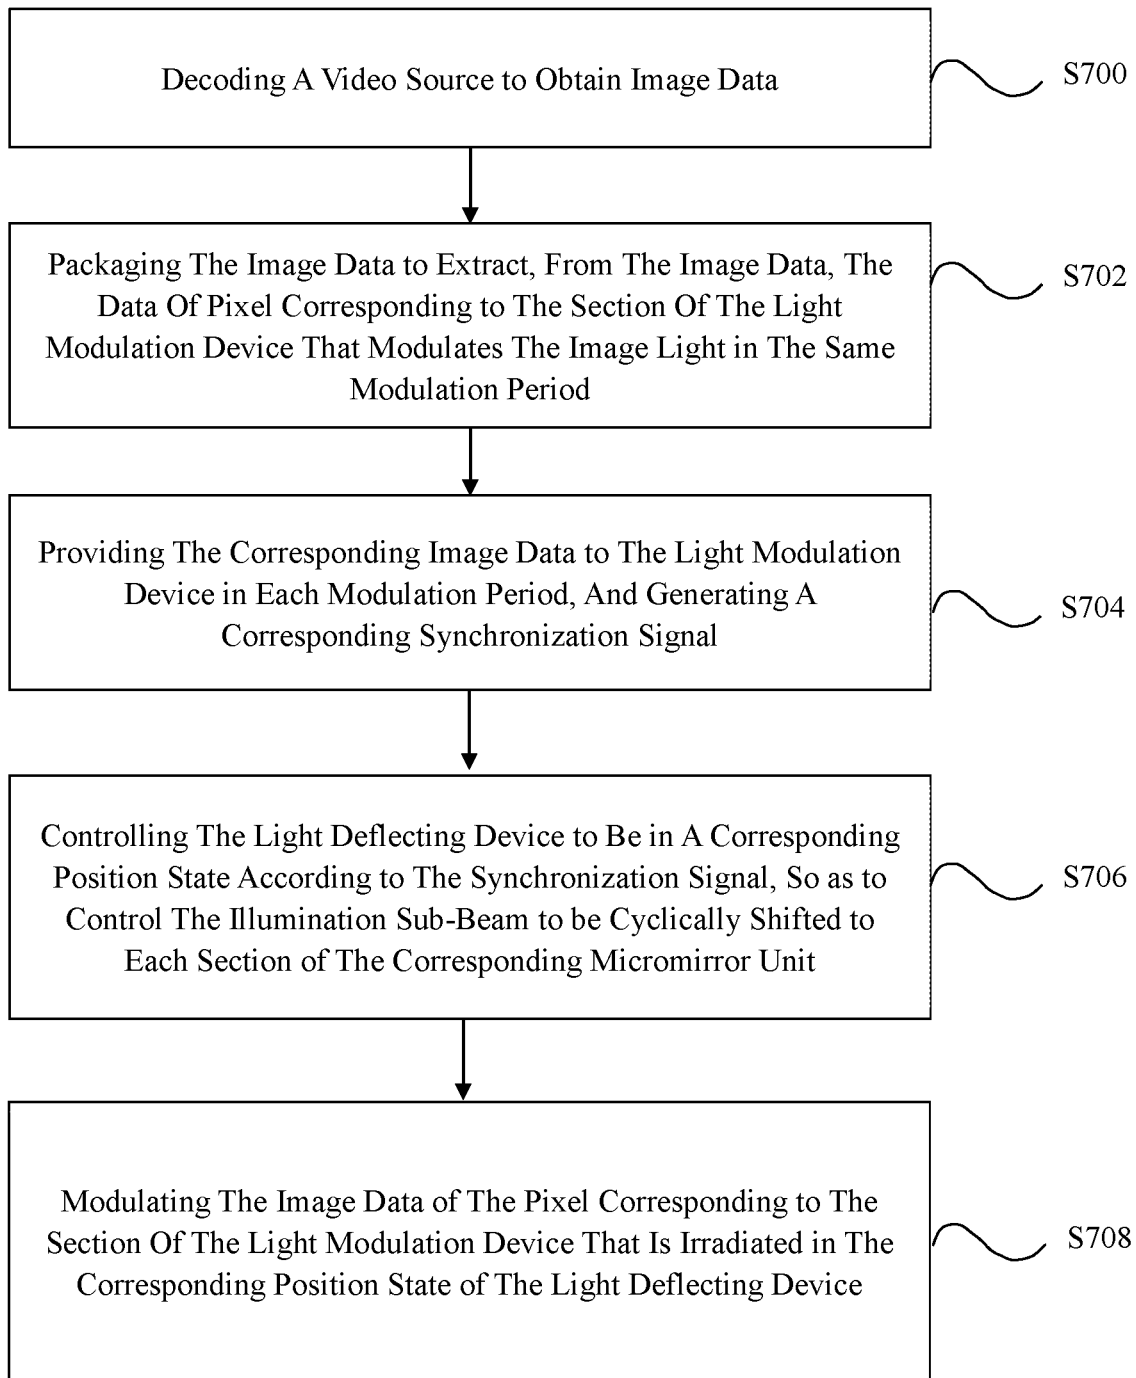 Decoding A Video Source to Obtain Image Data
S700
Packaging The Image Data to Extract, From The Image Data, The
Data Of Pixel Corresponding to The Section Of The Light
Modulation Device That Modulates The Image Light in The Same
Modulation Period
S702
Providing The Corresponding Image Data to The Light Modulation
Device in Each Modulation Period, And Generating A
Corresponding Synchronization Signal
S704
Controlling The Light Deflecting Device to Be in A Corresponding
Position State According to The Synchronization Signal, So as to
Control The Illumination Sub-Beam to be Cyclically Shifted to
Each Section of The Corresponding Micromirror Unit
S706
Modulating The Image Data of The Pixel Corresponding to The
Section Of The Light Modulation Device That Is Irradiated in The
Corresponding Position State of The Light Deflecting Device
S708